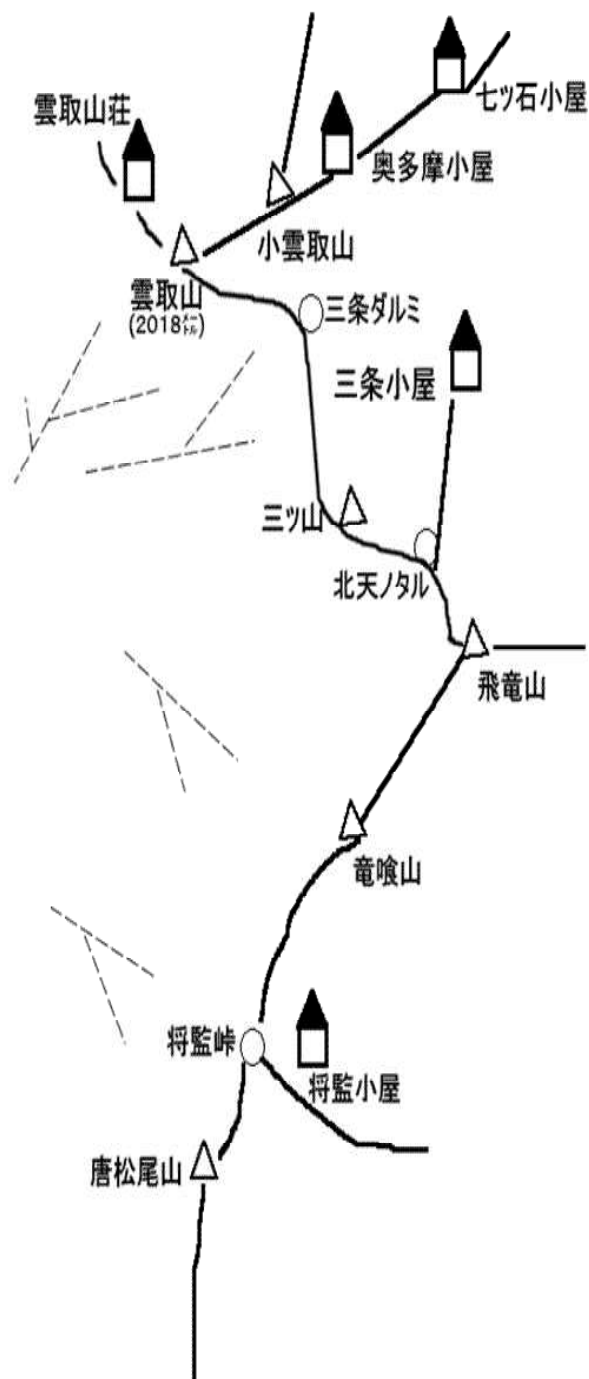 七ツ石小屋
雲取山荘
奥多摩小屋
小雲取山
雲取山
(2018㍍)
三条ダルミ
三条小屋
三ツ山
北天ノタル
飛竜山
竜喰山
将監峠
将監小屋
唐松尾山